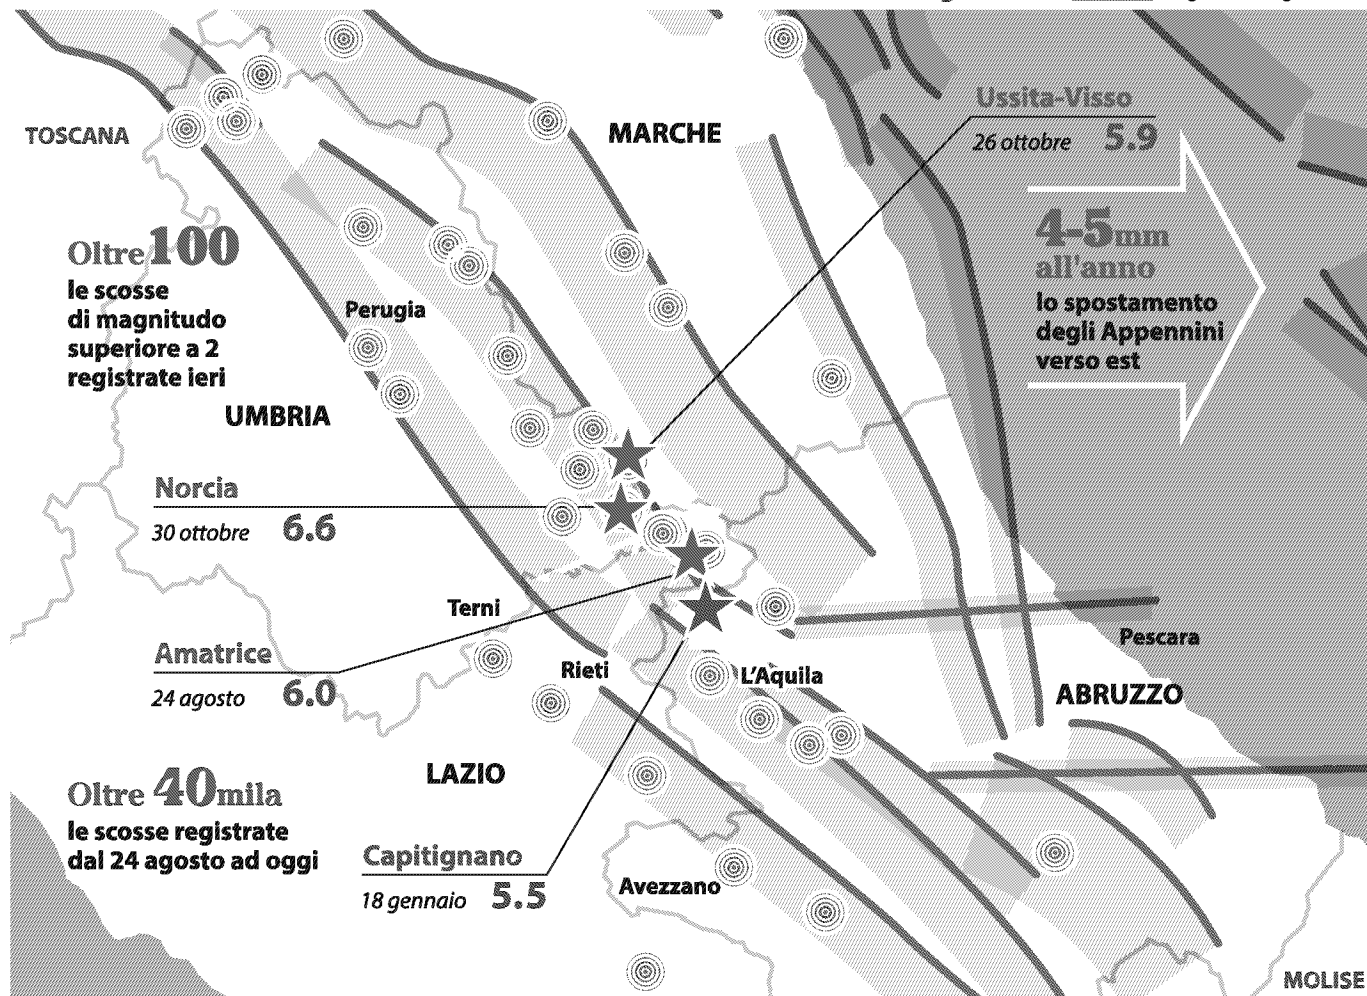 Ussita-Visso
26 ottobre 5.9
TOSCANA
MARCHE
4-5mm
all'anno
lo spostamento
degli Appennini
verso est
Oltre 100
le scosse
di magnitudo
superiore a 2
registrate ieri
Perugia
UMBRIA
Norcia
30 ottobre 6.6
Terni
Amatrice
24 agosto 6.0
Rieti
L'Aquila
Pescara
ABRUZZO
LAZIO
Oltre 40mila
le scosse registrate
dal 24 agosto ad oggi
Capitignano
18 gennaio 5.5
Avezzano
MOLISE